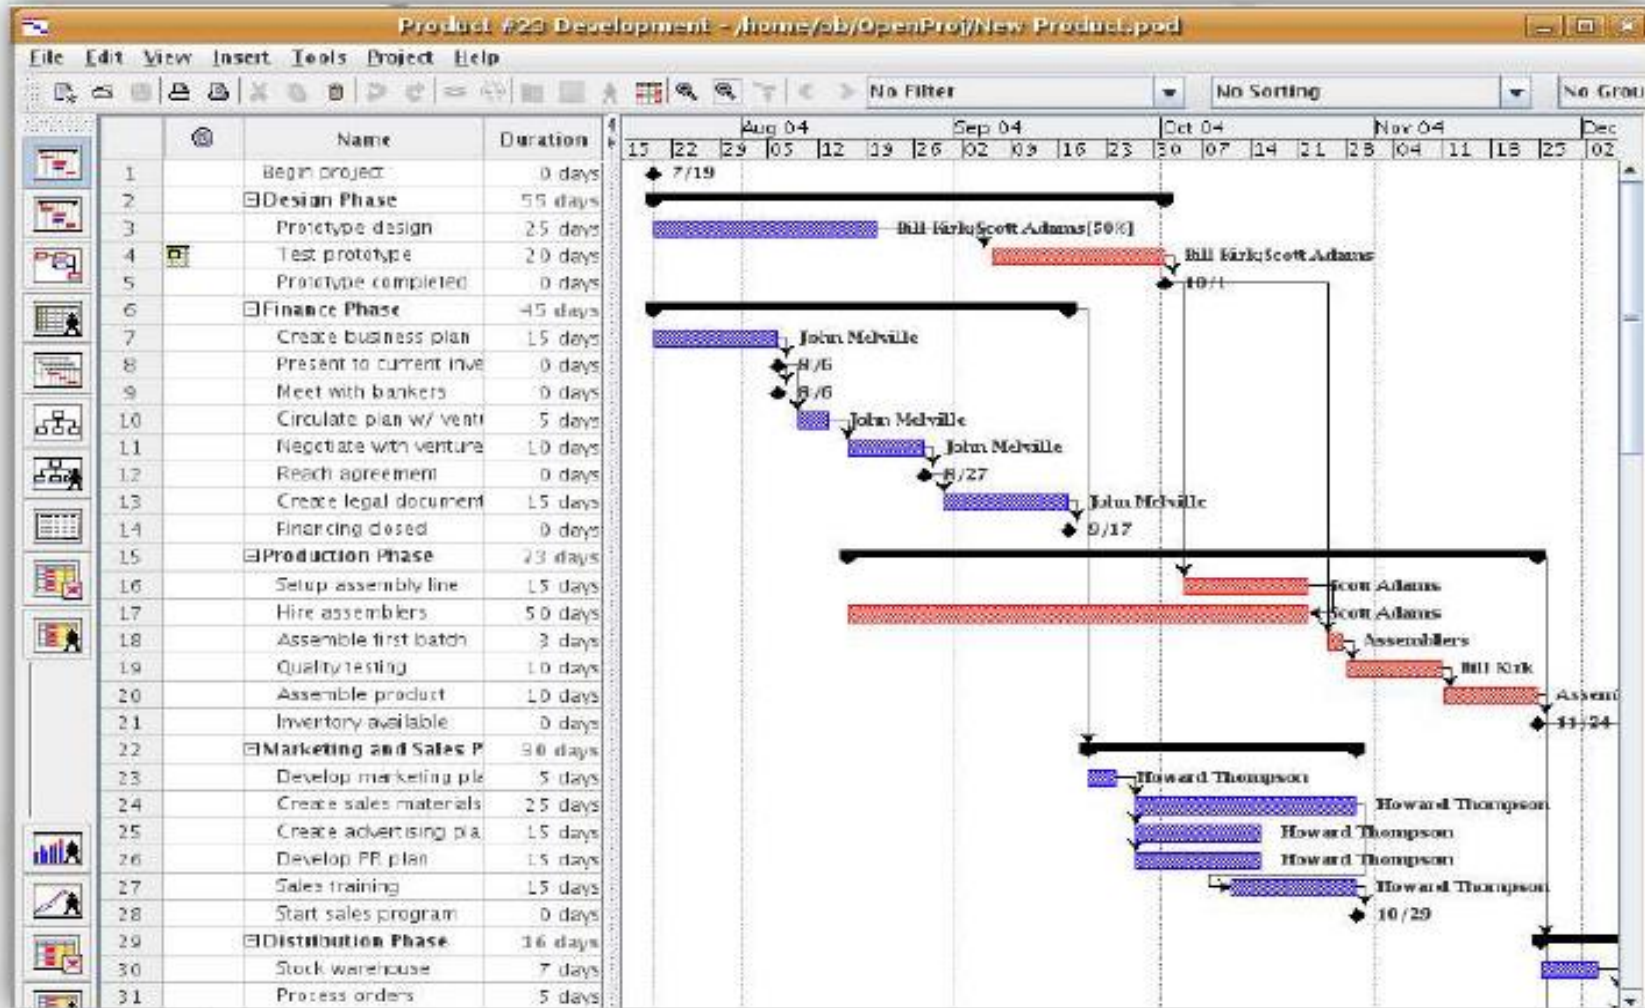 Product #23 Development - /home/ob/OpenProj/New Product.pod
File Edit View Insert Tools Project Help
No Filter No Sorting No Grou
Name Duration
Aug 04 Sep 04 Oct 04 Nov 04 Dec
15 22 29 05 12 19 26 02 09 16 23 30 07 14 21 28 04 11 18 25 02
1 Begin project 0 days 7/19
2 Design Phase 55 days
3 Prototype design 25 days Bill Kirk;Scott Adams[50%]
4 Test prototype 20 days Bill Kirk;Scott Adams
5 Prototype completed 0 days 10/1
6 Finance Phase 45 days
7 Create business plan 15 days John Melville
8 Present to current inve 0 days 8/6
9 Meet with bankers 0 days 8/6
10 Circulate plan w/ vent 5 days John Melville
11 Negotiate with venture 10 days John Melville
12 Reach agreement 0 days 8/27
13 Create legal document 15 days John Melville
14 Financing closed 0 days 9/17
15 Production Phase 73 days
16 Setup assembly line 15 days Scott Adams
17 Hire assemblers 50 days Scott Adams
18 Assemble first batch 3 days Assemblers
19 Quality testing 10 days Bill Kirk
20 Assemble product 10 days Assem
21 Inventory available 0 days 11/24
22 Marketing and Sales P 30 days
23 Develop marketing pla 5 days Howard Thompson
24 Create sales materials 25 days Howard Thompson
25 Create advertising pla 15 days Howard Thompson
26 Develop PR plan 15 days Howard Thompson
27 Sales training 15 days Howard Thompson
28 Start sales program 0 days 10/29
29 Distribution Phase 16 days
30 Stock warehouse 7 days
31 Process orders 5 days